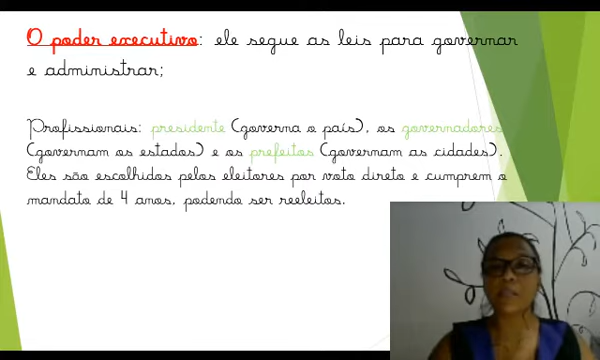 O poder executivo: ele segue as leis para governar
e administrar;
Profissionais: presidente (governa o país), os governadores
(governam os estados) e os prefeitos (governam as cidades).
Eles são escolhidos pelos eleitores por voto direto e cumprem o
mandato de 4 anos, podendo ser reeleitos.